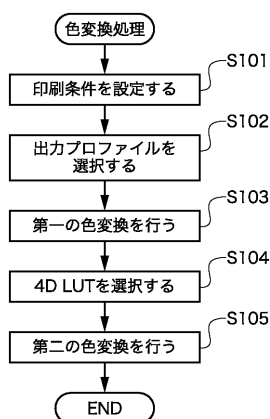 色変換処理
S101
印刷条件を設定する
S102
出力プロファイルを
選択する
S103
第一の色変換を行う
S104
4D LUTを選択する
S105
第二の色変換を行う
END